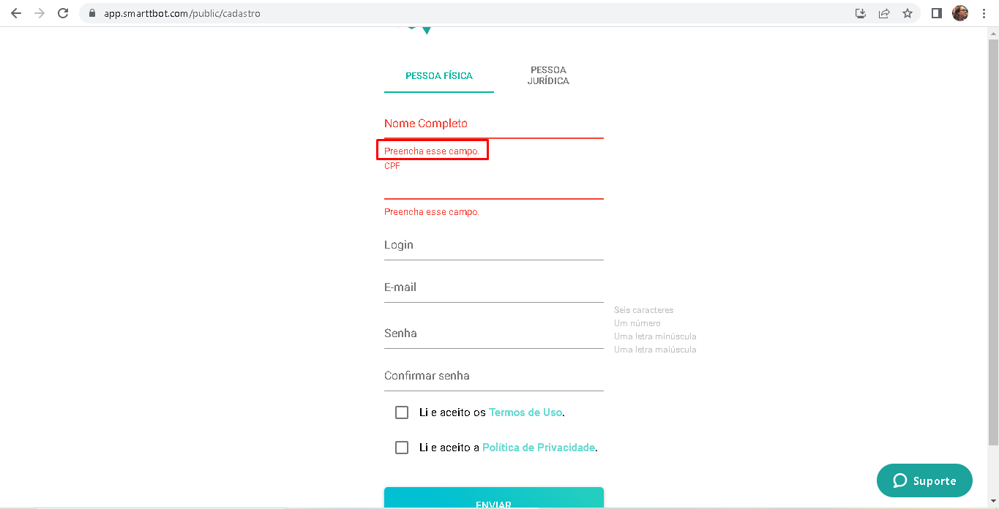 app.smarttbot.com/public/cadastro
PESSOA FÍSICA
PESSOA
JURÍDICA
Nome Completo
Preencha esse campo.
CPF
Preencha esse campo.
Login
E-mail
Seis caracteres
Um número
Uma letra minúscula
Uma letra maiúscula
Senha
Confirmar senha
Li e aceito os Termos de Uso.
Li e aceito a Política de Privacidade.
Suporte
ENVIAR